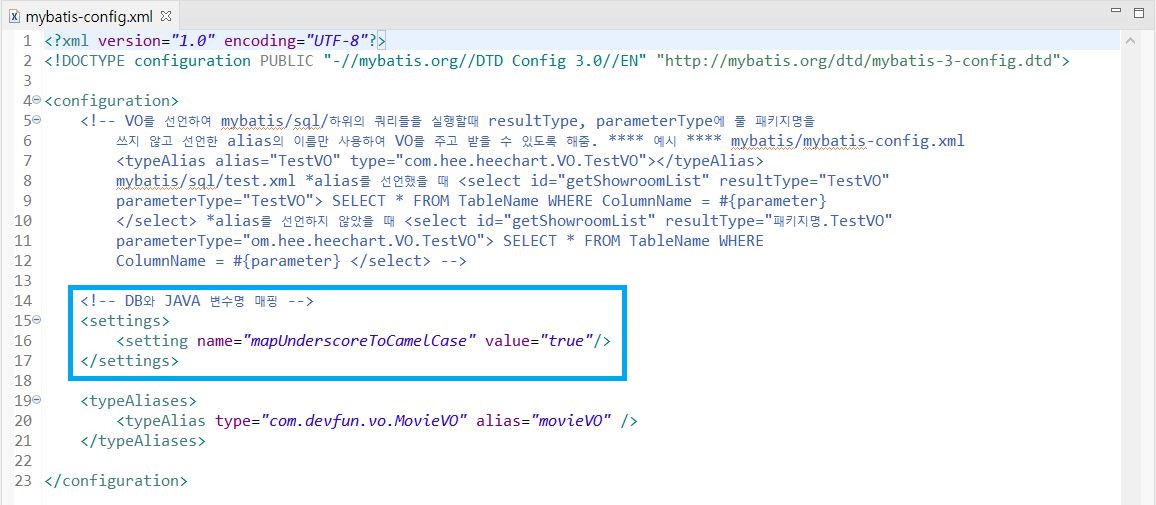 mybatis-config.xml
1 <?xml version="1.0" encoding="UTF-8"?>
2 <!DOCTYPE configuration PUBLIC "-//mybatis.org//DTD Config 3.0//EN" "http://mybatis.org/dtd/mybatis-3-config.dtd">
3
4 <configuration>
5 <!-- VO를 선언하여 mybatis/sql/하위의 쿼리들을 실행할때 resultType, parameterType에 풀 패키지명을
6 쓰지 않고 선언한 alias의 이름만 사용하여 VO를 주고 받을 수 있도록 해줌. **** 예시 **** mybatis/mybatis-config.xml
7 <typeAlias alias="TestVO" type="com.hee.heechart.VO.TestVO"></typeAlias>
8 mybatis/sql/test.xml *alias를 선언했을 때 <select id="getShowroomList" resultType="TestVO"
9 parameterType="TestVO"> SELECT * FROM TableName WHERE ColumnName = #{parameter}
10 </select> *alias를 선언하지 않았을 때 <select id="getShowroomList" resultType="패키지명.TestVO"
11 parameterType="om.hee.heechart.VO.TestVO"> SELECT * FROM TableName WHERE
12 ColumnName = #{parameter} </select> -->
13
14 <!-- DB와 JAVA 변수명 매핑 -->
15 <settings>
16 <setting name="mapUnderscoreToCamelCase" value="true"/>
17 </settings>
18
19 <typeAliases>
20 <typeAlias type="com.devfun.vo.MovieVO" alias="movieVO" />
21 </typeAliases>
22
23 </configuration>